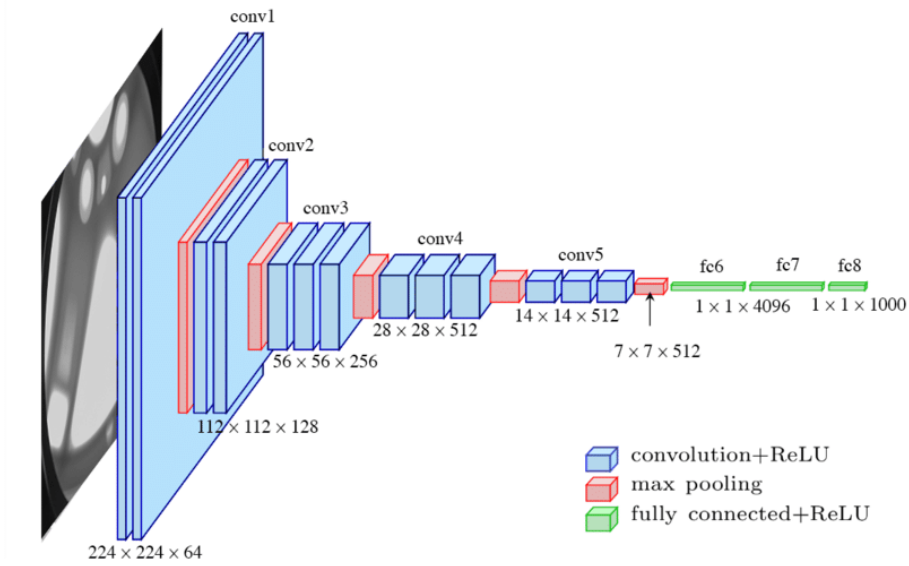 conv1
conv2
conv3
conv4
conv5
fc6
fc7
fc8
1 × 1 × 4096
1 × 1 × 1000
14 × 14 × 512
28 × 28 × 512
7 × 7 × 512
56 × 56 × 256
112 × 112 × 128
224 × 224 × 64
convolution+ReLU
max pooling
fully connected+ReLU